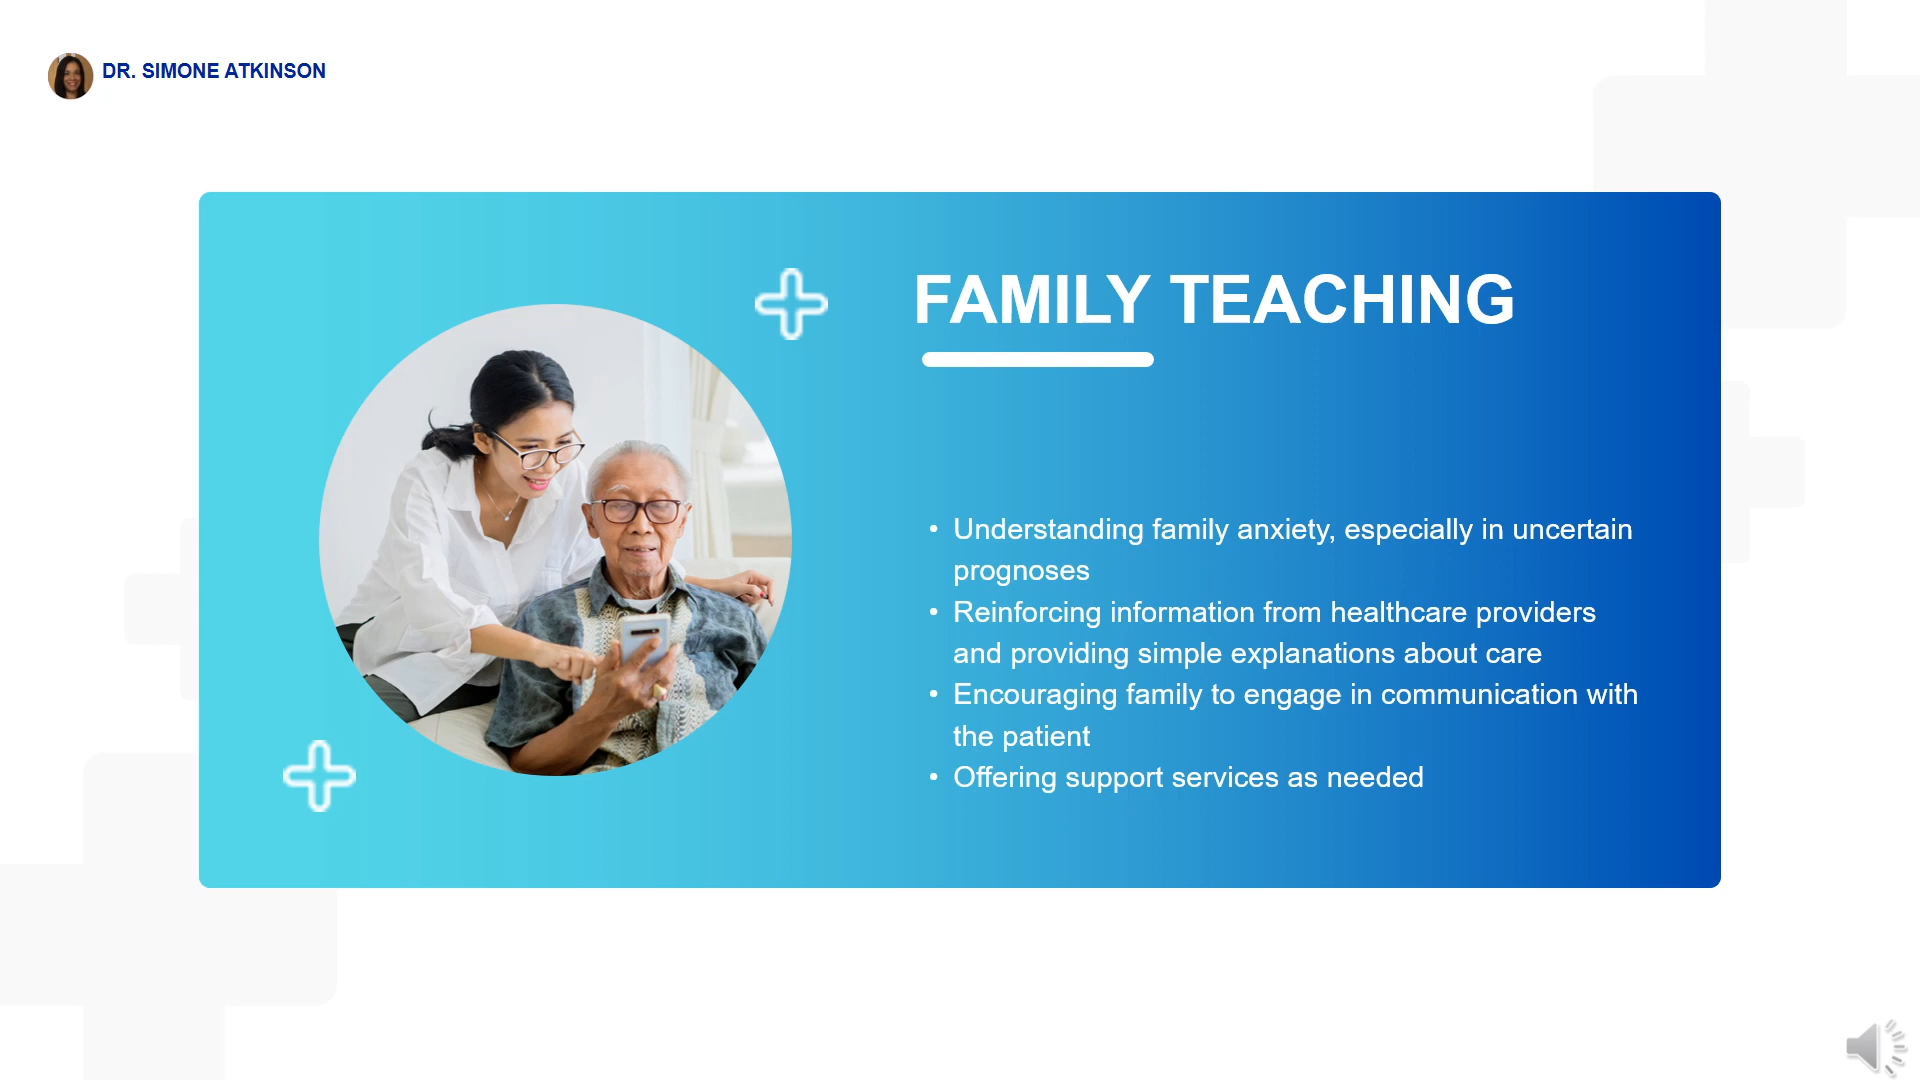 DR. SIMONE ATKINSON
FAMILY TEACHING
• Understanding family anxiety, especially in uncertain
prognoses
• Reinforcing information from healthcare providers
and providing simple explanations about care
• Encouraging family to engage in communication with
the patient
• Offering support services as needed